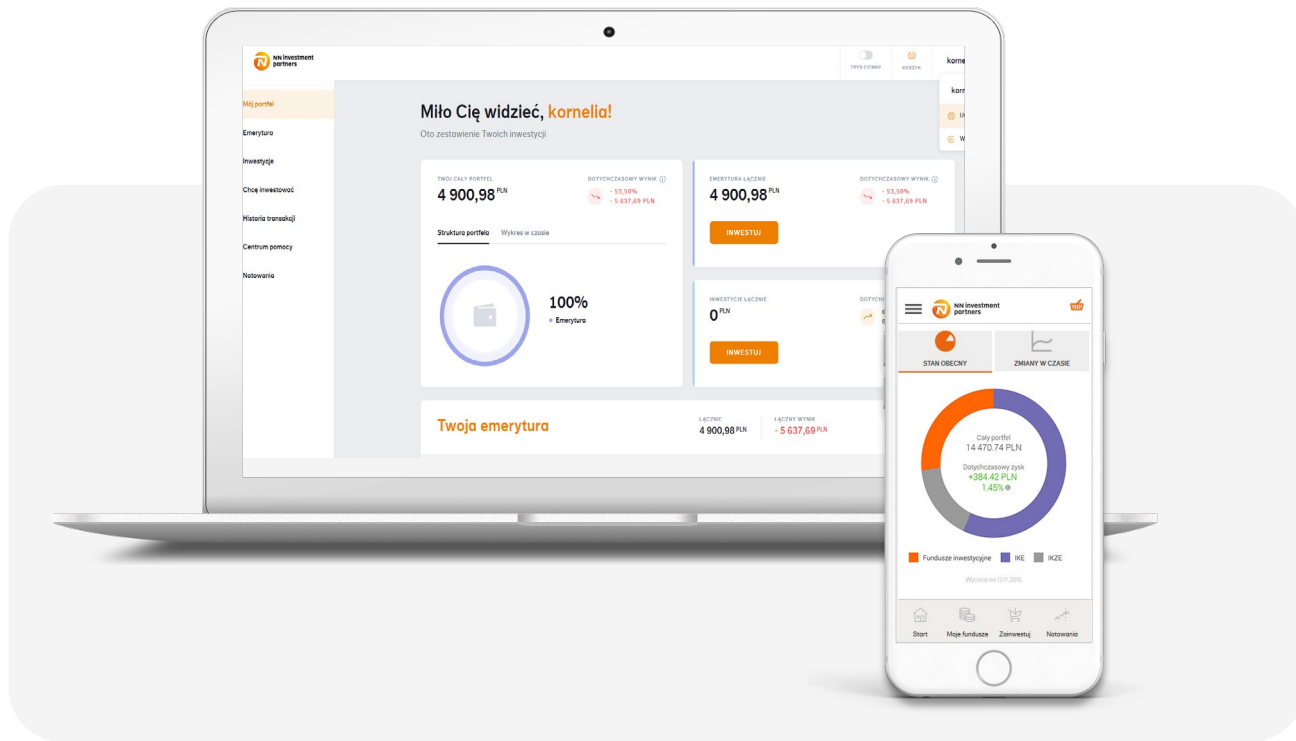 NN investment
partners
TRYB CIEMNY
KOSZYK
korne
Mój portfel
Emerytura
Inwestycje
Chcę inwestować
Historia transakcji
Centrum pomocy
Notowania
Miło Cię widzieć, kornelia!
Oto zestawienie Twoich inwestycji
TWÓJ CAŁY PORTFEL
4 900,98 PLN
DOTYCHCZASOWY WYNIK
- 53,50%
- 5 637,69 PLN
Struktura portfela Wykres w czasie
100%
Emerytura
EMERYTURA ŁĄCZNIE
4 900,98 PLN
DOTYCHCZASOWY WYNIK
- 53,50%
- 5 637,69 PLN
INWESTUJ
INWESTYCJE ŁĄCZNIE
0 PLN
INWESTUJ
Twoja emerytura
ŁĄCZNIE
4 900,98 PLN
ŁĄCZNY WYNIK
- 5 637,69 PLN
NN investment
partners
STAN OBECNY
ZMIANY W CZASIE
Cały portfel
14 470.74 PLN
Dotychczasowy zysk
+384.42 PLN
1,45%
Fundusze inwestycyjne IKE IKZE
Start Moje fundusze Zainwestuj Notowania